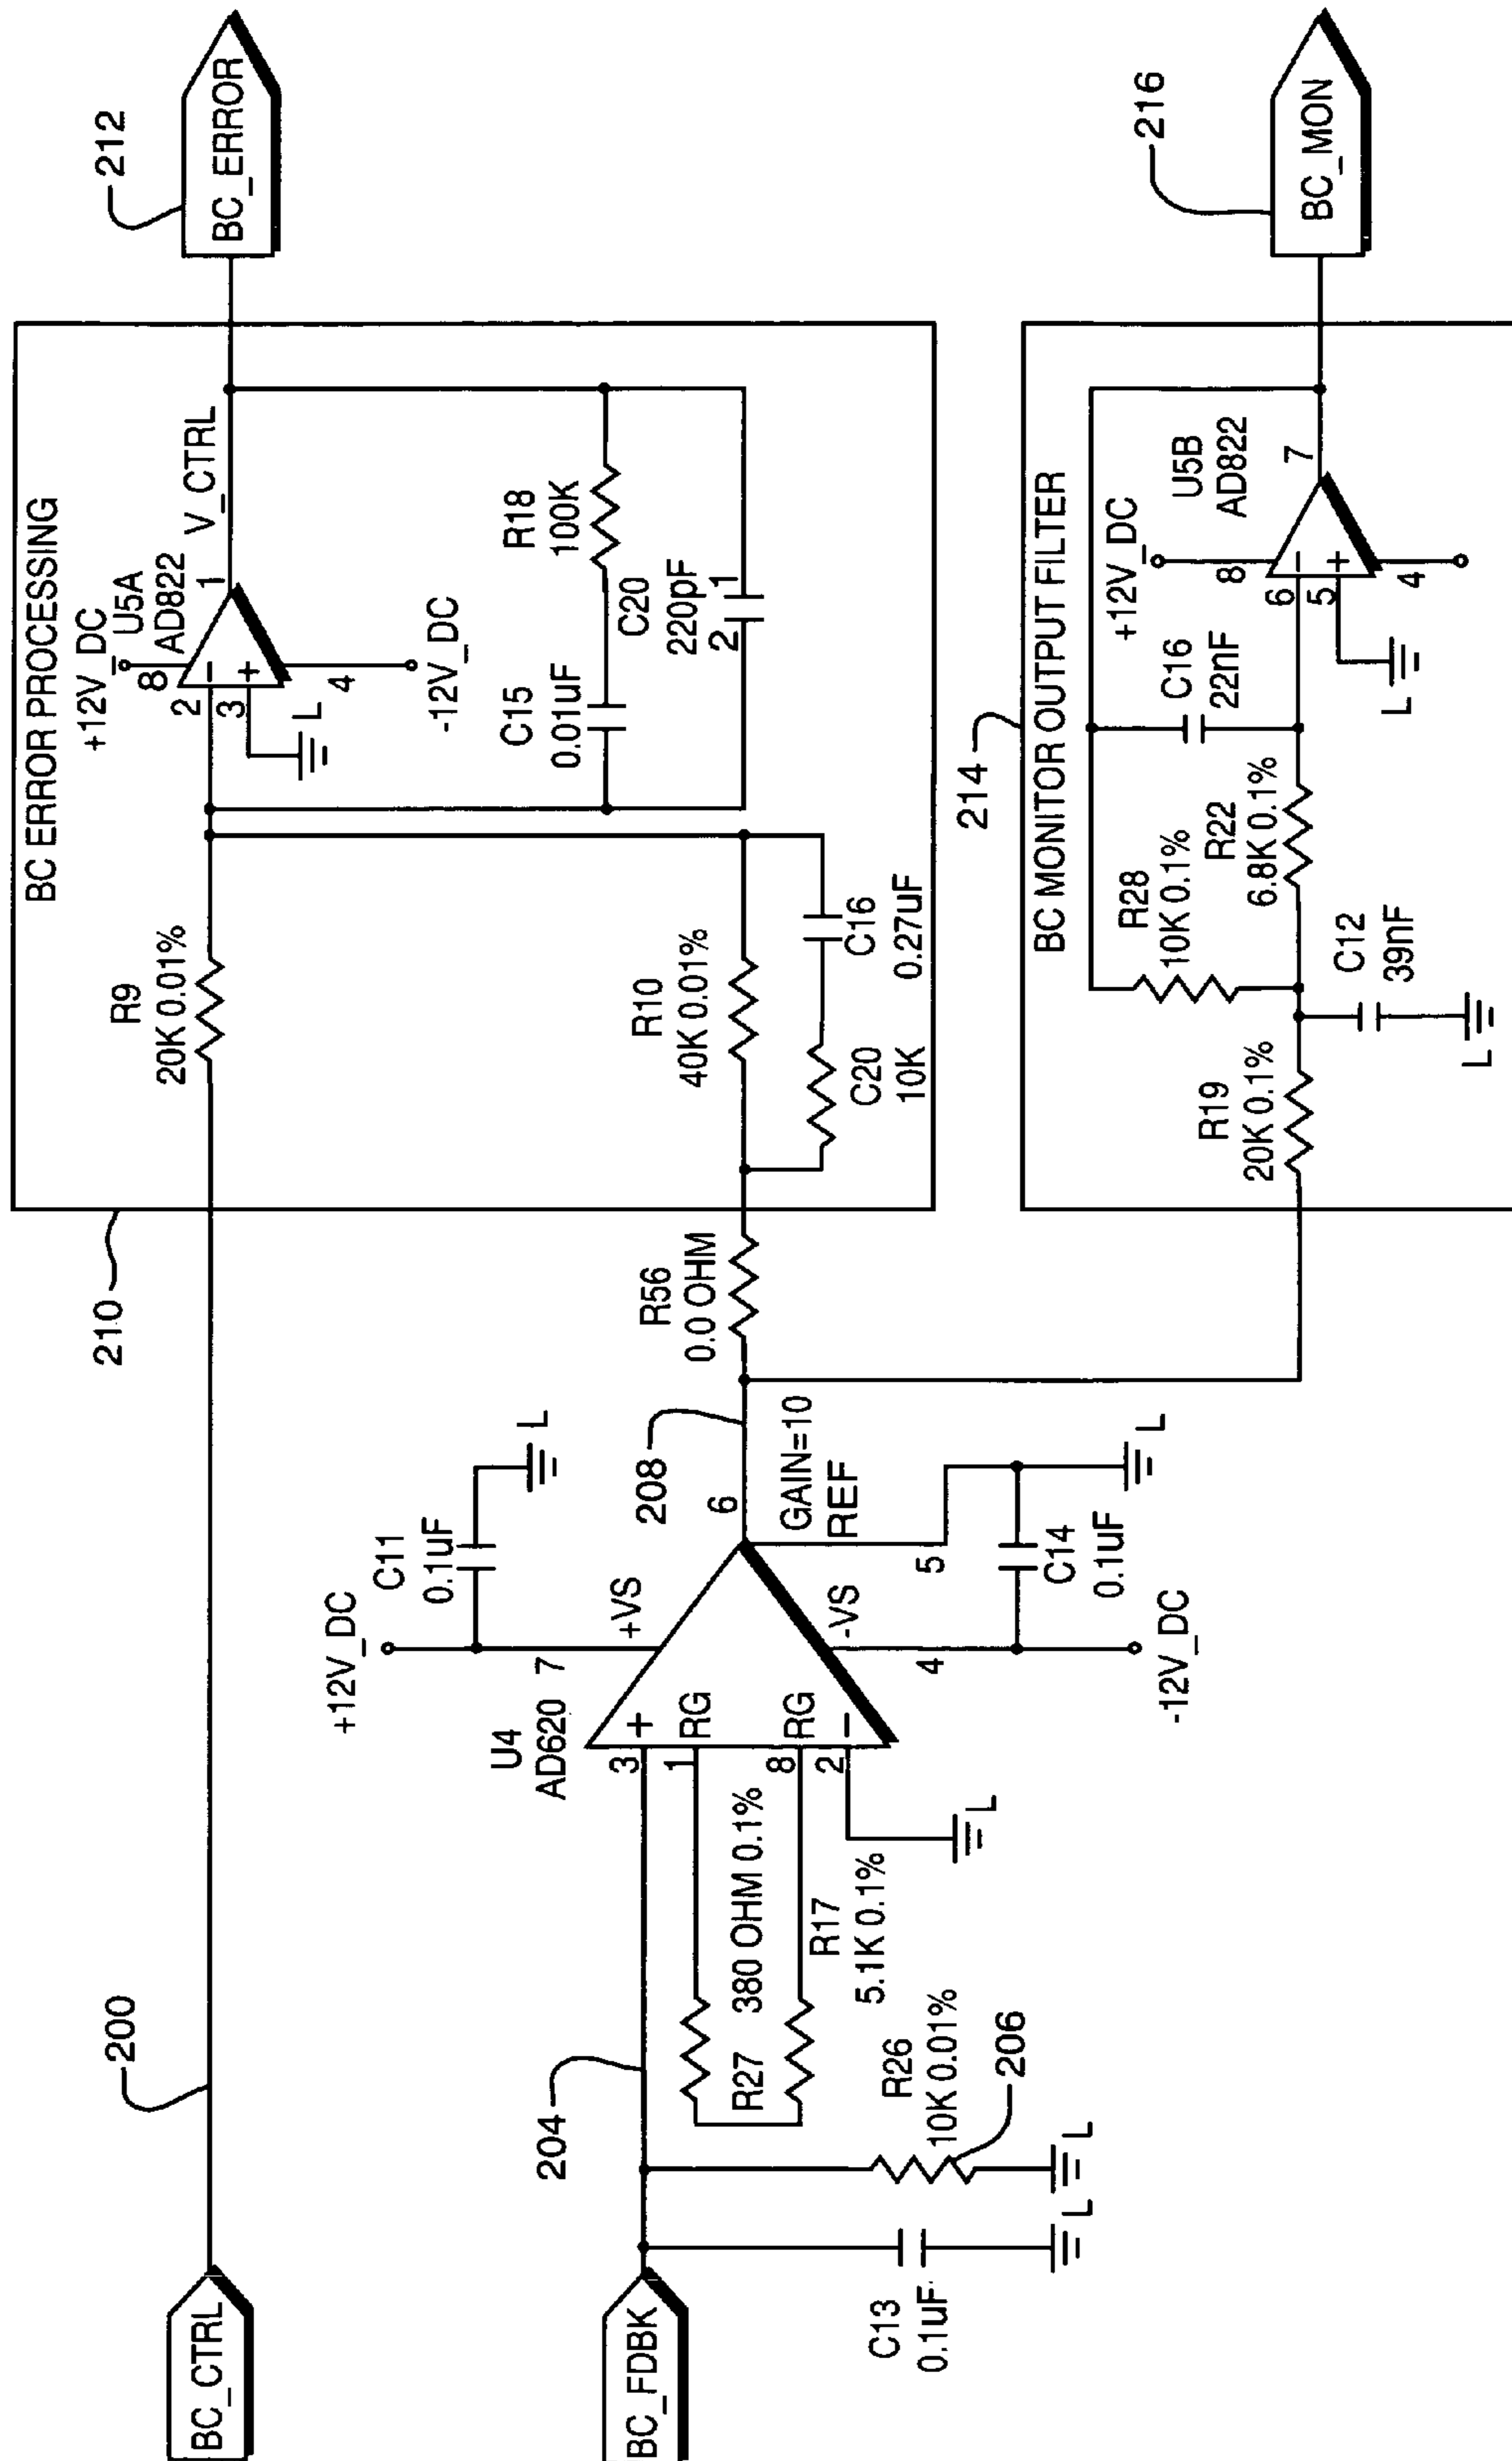 BC_CTRL
200
BC_FDBK
204
C13
0.1uF
L
R26
10K 0.01%
206
L
R27
380 OHM 0.1%
R17
5.1K 0.1%
L
U4
AD620
3
+
1
RG
8
RG
2
−
+12V_DC
7
+VS
C11
0.1uF
L
4
-VS
-12V_DC
C14
0.1uF
5
L
6
GAIN=10
REF
208
R56
0.0 OHM
210
BC ERROR PROCESSING
R9
20K 0.01%
R10
40K 0.01%
C20
10K
C16
0.27uF
+12V_DC
8
U5A
AD822
2
−
3
+
L
4
-12V_DC
1
V_CTRL
C15
0.01uF
R18
100K
C20
220pF
2
1
BC_ERROR
212
214
BC MONITOR OUTPUT FILTER
R19
20K 0.1%
R28
10K 0.1%
R22
6.8K 0.1%
C12
39nF
L
C16
22nF
+12V_DC
8
U5B
AD822
6
−
5
+
L
4
7
BC_MON
216